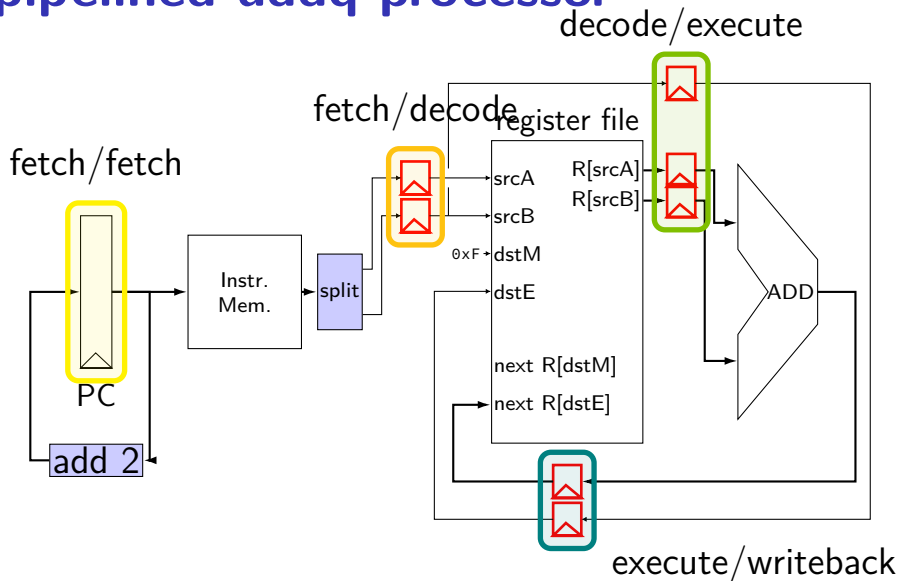 pipelined addq processor
decode/execute
fetch/decode
register file
fetch/fetch
srcA
R[srcA]
srcB
R[srcB]
0xF
dstM
Instr.
Mem.
split
dstE
ADD
next R[dstM]
PC
next R[dstE]
add 2
execute/writeback